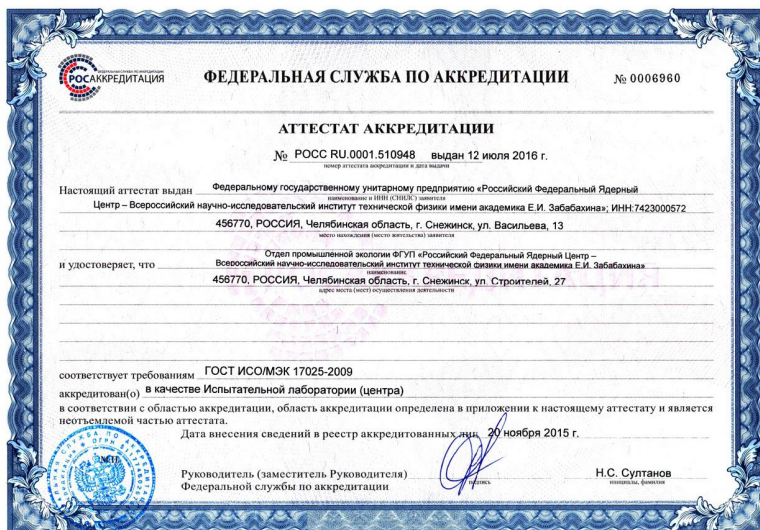 ФЕДЕРАЛЬНАЯ СЛУЖБА ПО АККРЕДИТАЦИИ
РОСАККРЕДИТАЦИЯ
ФЕДЕРАЛЬНАЯ СЛУЖБА ПО АККРЕДИТАЦИИ № 0006960
АТТЕСТАТ АККРЕДИТАЦИИ
№ РОСС RU.0001.510948 выдан 12 июля 2016 г.
номер аттестата аккредитации и дата выдачи
Настоящий аттестат выдан Федеральному государственному унитарному предприятию «Российский Федеральный Ядерный
наименование и ИНН (СНИЛС) заявителя
Центр – Всероссийский научно-исследовательский институт технической физики имени академика Е.И. Забабахина»; ИНН:7423000572
456770, РОССИЯ, Челябинская область, г. Снежинск, ул. Васильева, 13
место нахождения (место жительства) заявителя
Отдел промышленной экологии ФГУП «Российский Федеральный Ядерный Центр –
и удостоверяет, что Всероссийский научно-исследовательский институт технической физики имени академика Е.И. Забабахина»
наименование
456770, РОССИЯ, Челябинская область, г. Снежинск, ул. Строителей, 27
адрес места (мест) осуществления деятельности
соответствует требованиям ГОСТ ИСО/МЭК 17025-2009
аккредитован(о) в качестве Испытательной лаборатории (центра)
в соответствии с областью аккредитации, область аккредитации определена в приложении к настоящему аттестату и является
неотъемлемой частью аттестата.
Дата внесения сведений в реестр аккредитованных лиц 20 ноября 2015 г.
М.П.
Руководитель (заместитель Руководителя) Н.С. Султанов
Федеральной службы по аккредитации подпись инициалы, фамилия